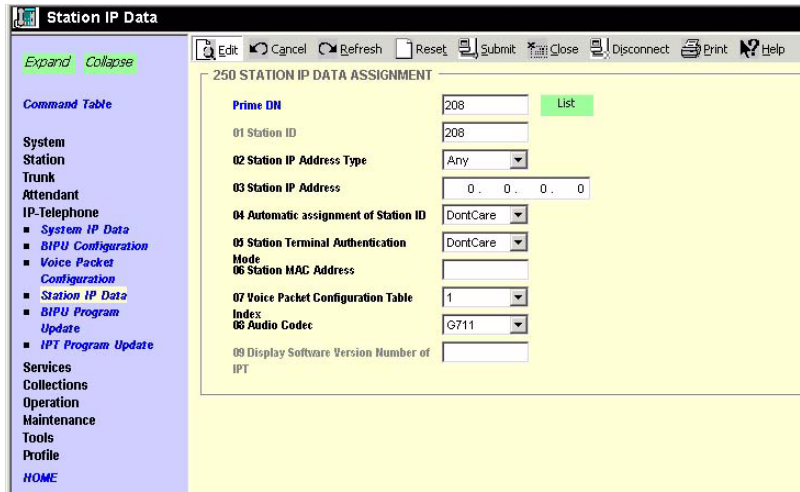 Station IP Data
Expand Collapse
Command Table
System
Station
Trunk
Attendant
IP-Telephone
System IP Data
BIPU Configuration
Voice Packet
Configuration
Station IP Data
BIPU Program
Update
IPT Program Update
Services
Collections
Operation
Maintenance
Tools
Profile
HOME
Edit Cancel Refresh Reset Submit Close Disconnect Print Help
250 STATION IP DATA ASSIGNMENT
Prime DN 208 List
01 Station ID 208
02 Station IP Address Type Any
03 Station IP Address 0. 0. 0. 0
04 Automatic assignment of Station ID DontCare
05 Station Terminal Authentication DontCare
Mode
06 Station MAC Address
07 Voice Packet Configuration Table 1
Index
08 Audio Codec G711
09 Display Software Version Number of
IPT